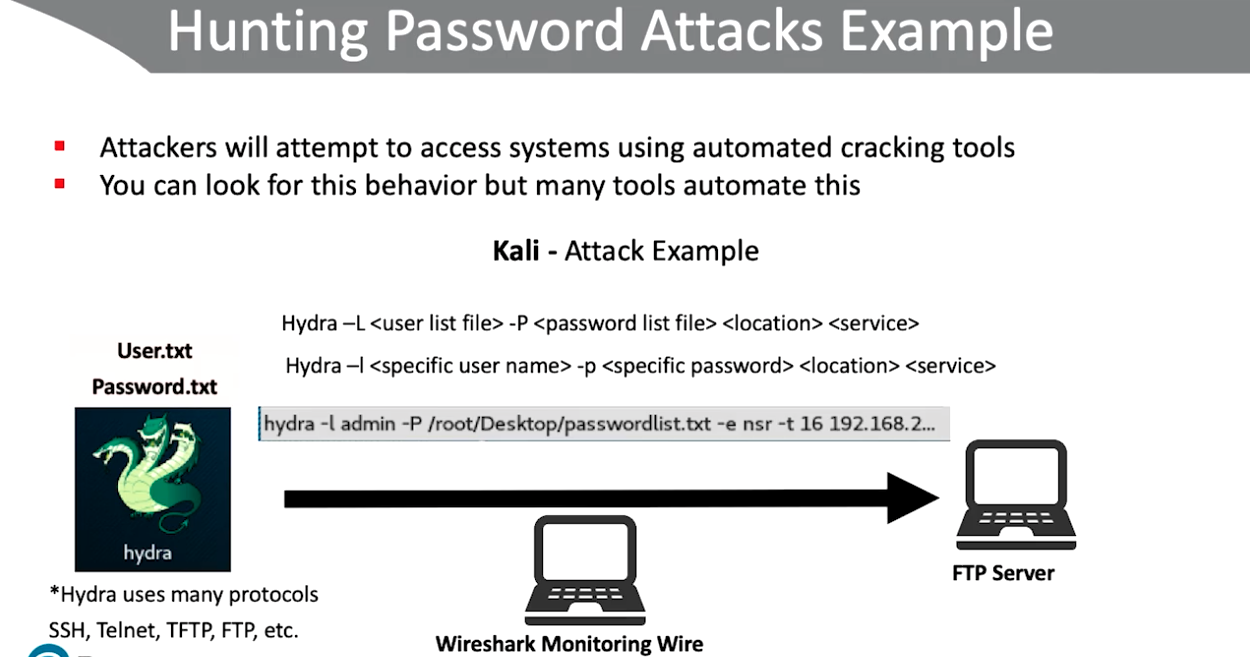 Hunting Password Attacks Example
Attackers will attempt to access systems using automated cracking tools
You can look for this behavior but many tools automate this
Kali - Attack Example
Hydra –L <user list file> -P <password list file> <location> <service>
Hydra –l <specific user name> -p <specific password> <location> <service>
User.txt
Password.txt
hydra -l admin -P /root/Desktop/passwordlist.txt -e nsr -t 16 192.168.2...
hydra
*Hydra uses many protocols
SSH, Telnet, TFTP, FTP, etc.
Wireshark Monitoring Wire
FTP Server